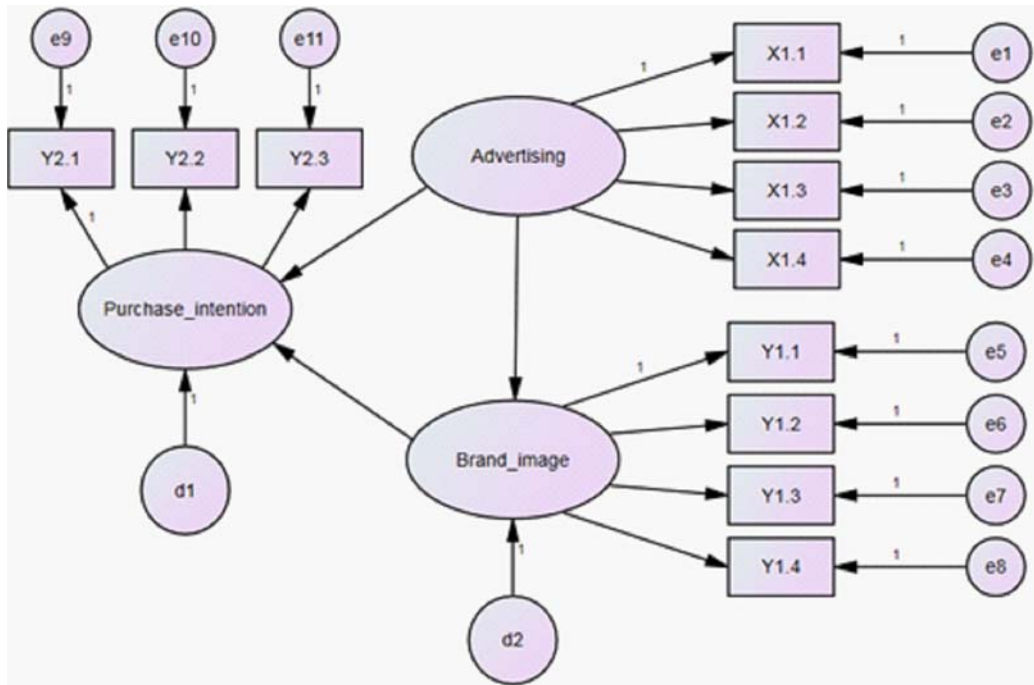 e9
e10
e11
1
1
1
Y2.1
Y2.2
Y2.3
1
Purchase_intention
1
d1
Advertising
1
X1.1
1
e1
X1.2
1
e2
X1.3
1
e3
X1.4
1
e4
Brand_image
1
d2
1
Y1.1
1
e5
Y1.2
1
e6
Y1.3
1
e7
Y1.4
1
e8